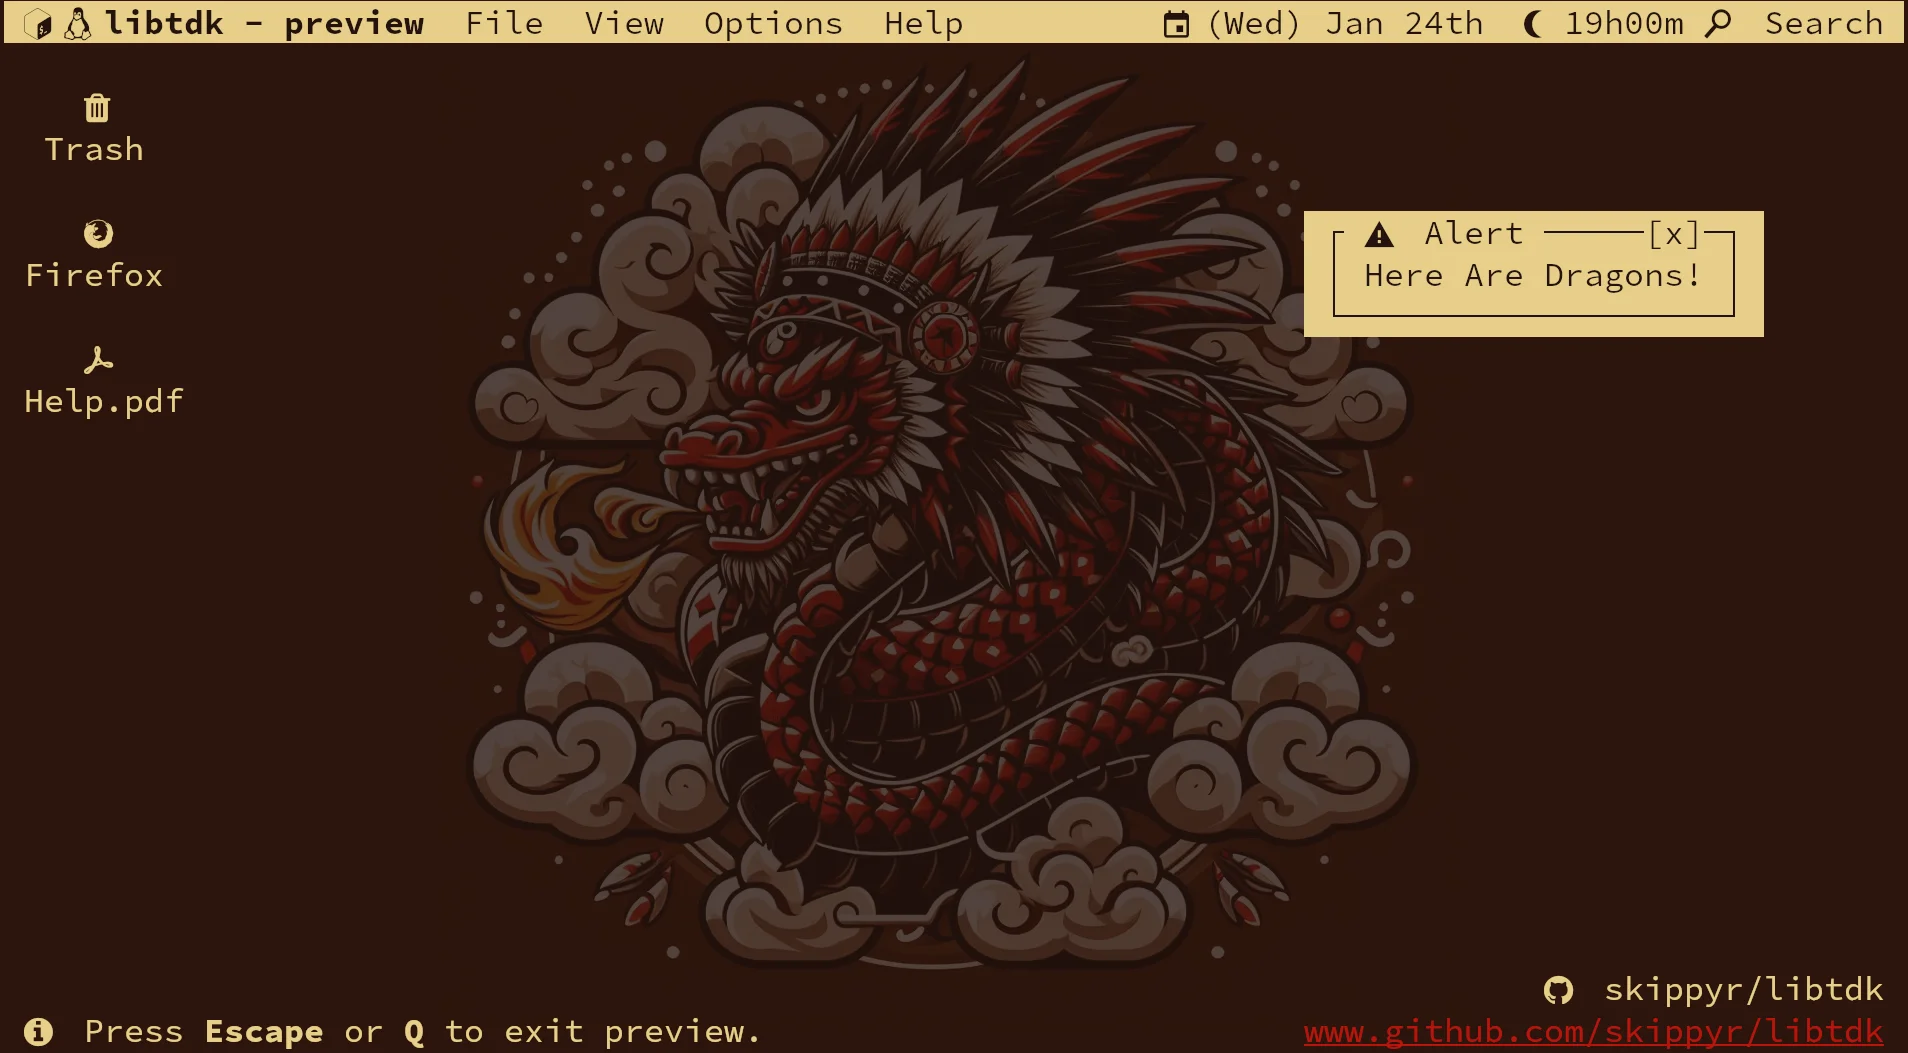 libtdk - preview File View Options Help (Wed) Jan 24th 19h00m Search
Trash
Firefox
Help.pdf
Alert [x]
Here Are Dragons!
skippyr/libtdk
Press Escape or Q to exit preview.
www.github.com/skippyr/libtdk